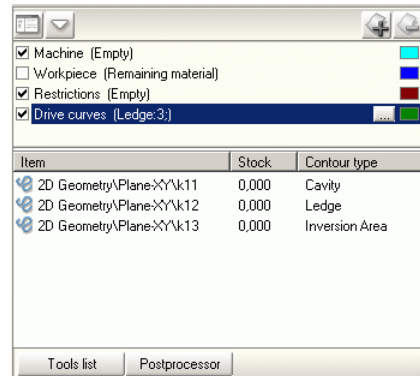 Machine (Empty)
Workpiece (Remaining material)
Restrictions (Empty)
Drive curves (Ledge:3;) ...
Item Stock Contour type
2D Geometry\Plane-XY\k11 0,000 Cavity
2D Geometry\Plane-XY\k12 0,000 Ledge
2D Geometry\Plane-XY\k13 0,000 Inversion Area
Tools list Postprocessor